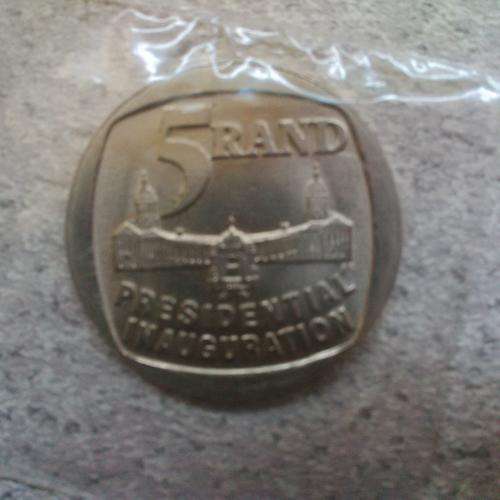 5 RAND
PRESIDENTIAL
INAUGURATION